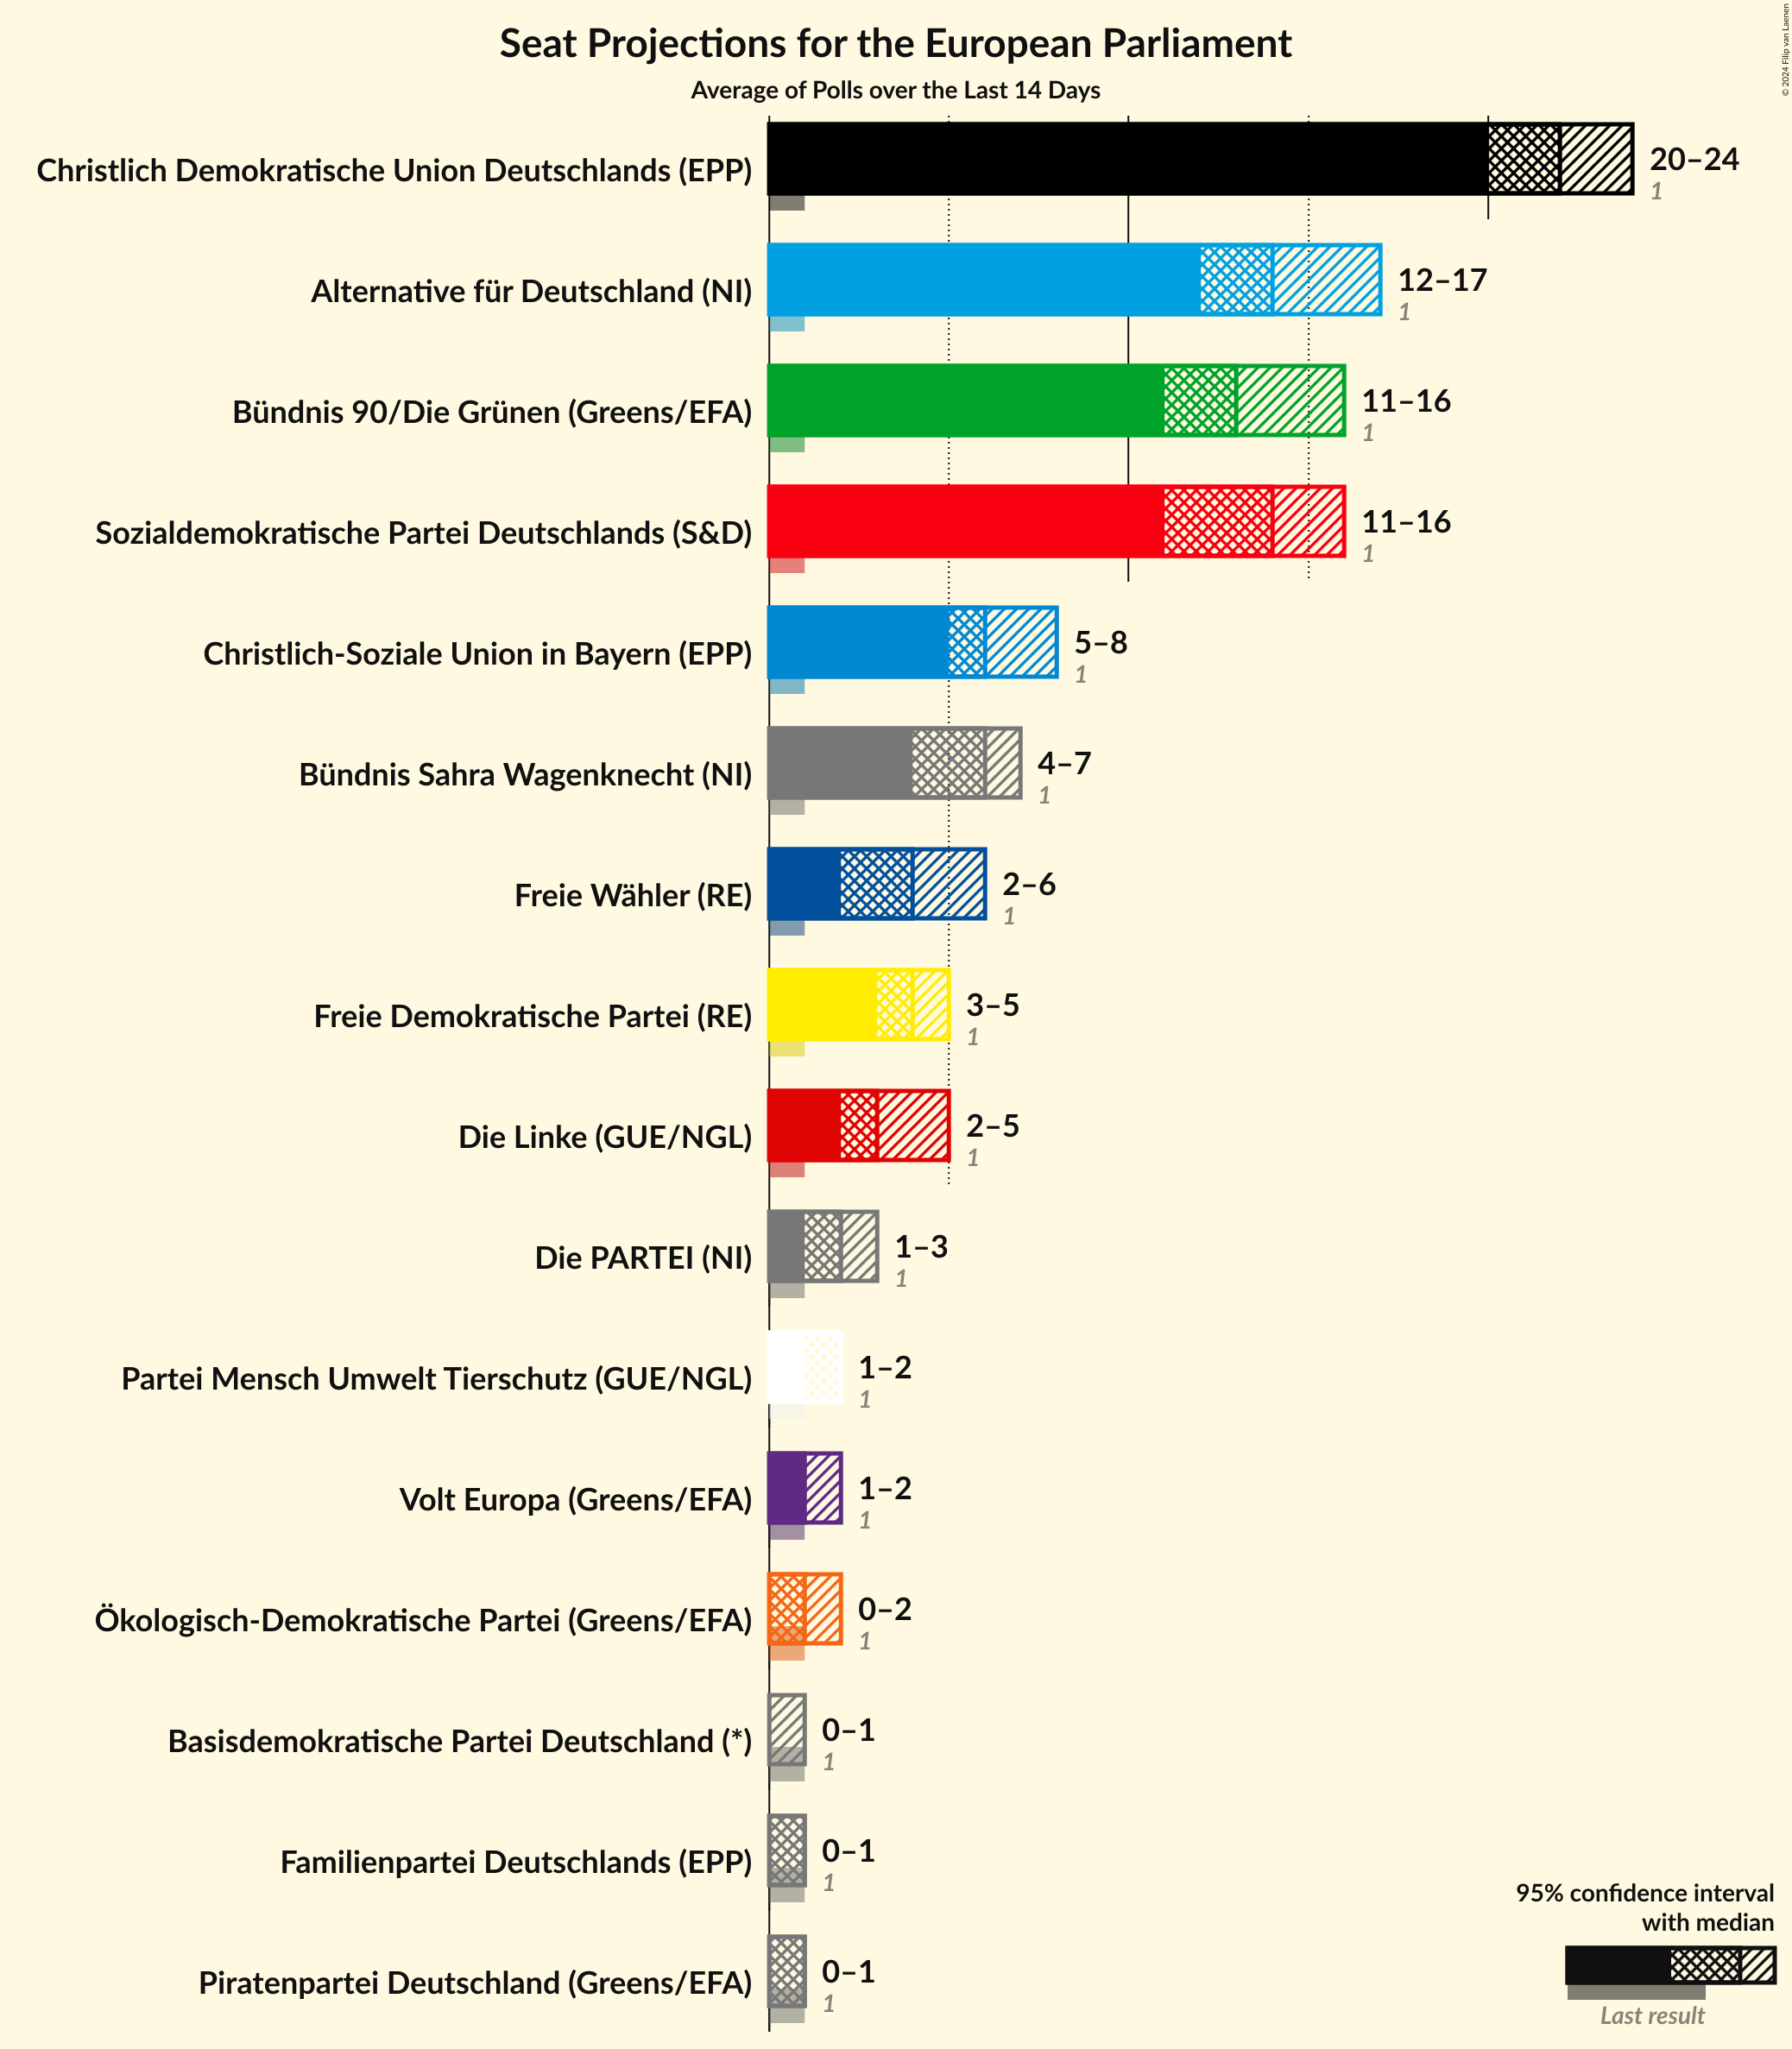 Seat Projections for the European Parliament
Average of Polls over the Last 14 Days
© 2024 Filip van Laenen
Christlich Demokratische Union Deutschlands (EPP)
20–24
1
Alternative für Deutschland (NI)
12–17
1
Bündnis 90/Die Grünen (Greens/EFA)
11–16
1
Sozialdemokratische Partei Deutschlands (S&D)
11–16
1
Christlich-Soziale Union in Bayern (EPP)
5–8
1
Bündnis Sahra Wagenknecht (NI)
4–7
1
Freie Wähler (RE)
2–6
1
Freie Demokratische Partei (RE)
3–5
1
Die Linke (GUE/NGL)
2–5
1
Die PARTEI (NI)
1–3
1
Partei Mensch Umwelt Tierschutz (GUE/NGL)
1–2
1
Volt Europa (Greens/EFA)
1–2
1
Ökologisch-Demokratische Partei (Greens/EFA)
0–2
1
Basisdemokratische Partei Deutschland (*)
0–1
1
Familienpartei Deutschlands (EPP)
0–1
1
Piratenpartei Deutschland (Greens/EFA)
0–1
1
95% confidence interval
with median
Last result